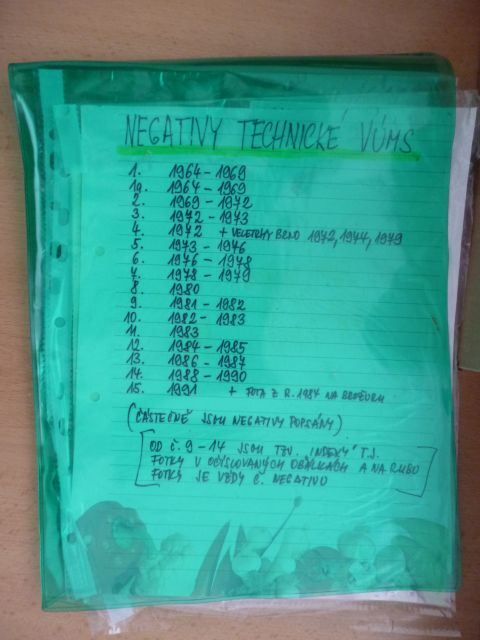 NEGATIVY TECHNICKÉ VÚMS
1. 1964 - 1969
1a. 1964 - 1969
2. 1969 - 1972
3. 1972 - 1973
4. 1972 + VELETRHY BRNO 1972, 1974, 1979
5. 1973 - 1976
6. 1976 - 1978
7. 1978 - 1979
8. 1980
9. 1981 - 1982
10. 1982 - 1983
11. 1983
12. 1984 - 1985
13. 1986 - 1987
14. 1988 - 1990
15. 1991 + FOTA Z R. 1987 NA BROŽURU
(ČÁSTEČNĚ JSOU NEGATIVY POPSÁNY)
OD Č. 9 - 14 JSOU TZV. INDEXY T.J.
FOTKY V OČÍSLOVANÝCH OBÁLKÁCH A NA RUBU
FOTKY JE VŽDY Č. NEGATIVU